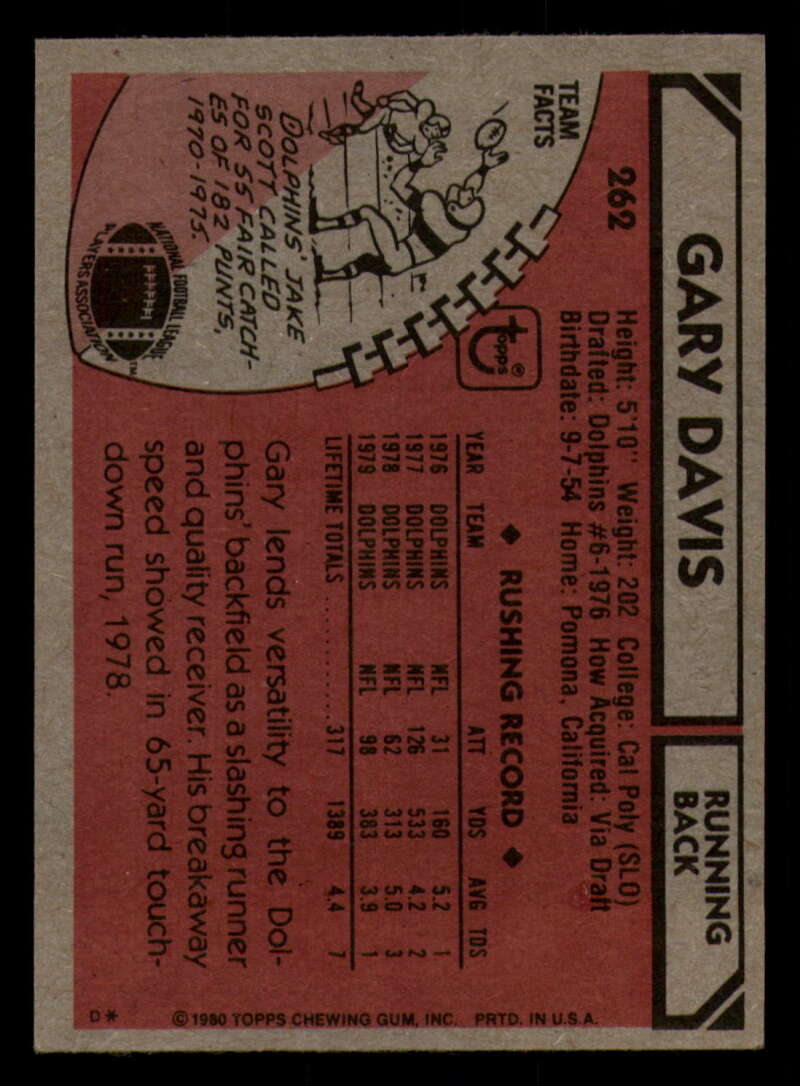 262
GARY DAVIS
RUNNING
BACK
Height: 5'10" Weight: 202 College: Cal Poly (SLO)
Drafted: Dolphins #6-1976 How Acquired: Via Draft
Birthdate: 9-7-54 Home: Pomona, California
TEAM
FACTS
DOLPHINS' JAKE
SCOTT CALLED
FOR 55 FAIR CATCH-
ES OF 182 PUNTS,
1970-1975.
NATIONAL FOOTBALL LEAGUE
PLAYERS ASSOCIATION
TM
topps®
◆ RUSHING RECORD ◆
YEAR TEAM ATT YDS AVG TDS
1976 DOLPHINS NFL 31 160 5.2 1
1977 DOLPHINS NFL 126 533 4.2 2
1978 DOLPHINS NFL 62 313 5.0 3
1979 DOLPHINS NFL 98 383 3.9 1
LIFETIME TOTALS ............... 317 1389 4.4 7
Gary lends versatility to the Dol-
phins' backfield as a slashing runner
and quality receiver. His breakaway
speed showed in 65-yard touch-
down run, 1978.
D* © 1980 TOPPS CHEWING GUM, INC. PRTD. IN U.S.A.